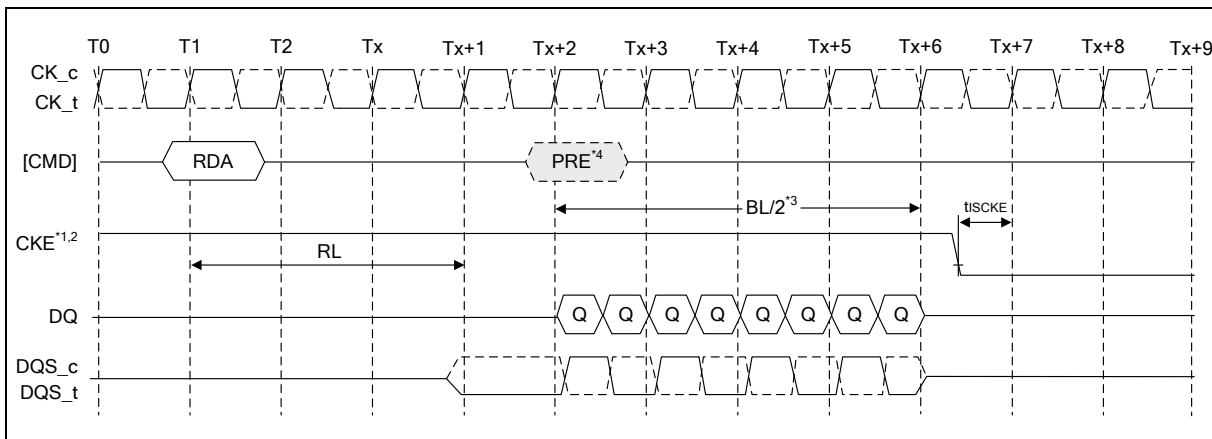 T0 T1 T2 Tx Tx+1 Tx+2 Tx+3 Tx+4 Tx+5 Tx+6 Tx+7 Tx+8 Tx+9
CK_c
CK_t
[CMD] RDA PRE*4
BL/2*3
tISCKE
CKE*1,2
RL
DQ Q Q Q Q Q Q Q Q
DQS_c
DQS_t